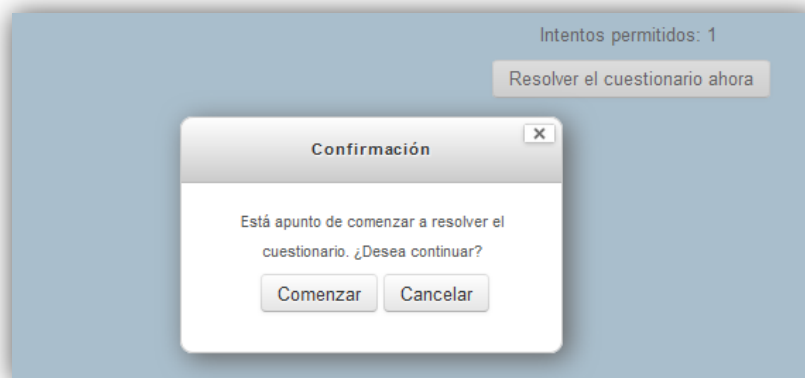 Intentos permitidos: 1
Resolver el cuestionario ahora
Confirmación
Está apunto de comenzar a resolver el
cuestionario. ¿Desea continuar?
Comenzar Cancelar